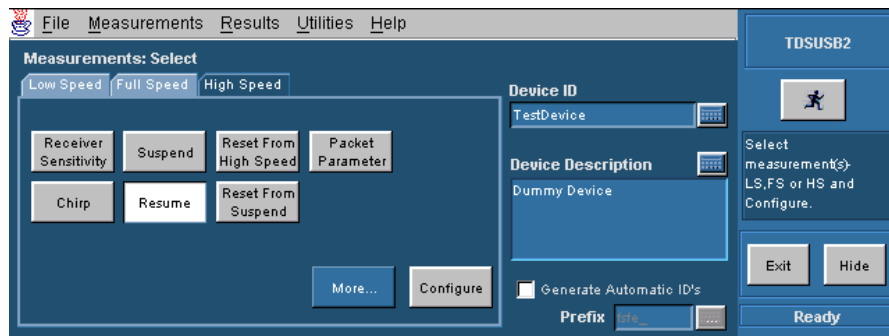 File Measurements Results Utilities Help
Measurements: Select
Low Speed Full Speed High Speed
Receiver
Sensitivity
Suspend
Reset From
High Speed
Packet
Parameter
Chirp
Resume
Reset From
Suspend
More...
Configure
Device ID
TestDevice
Device Description
Dummy Device
Generate Automatic ID's
Prefix fsfe_
...
TDSUSB2
Select
measurement(s)-
LS,FS or HS and
Configure.
Exit
Hide
Ready